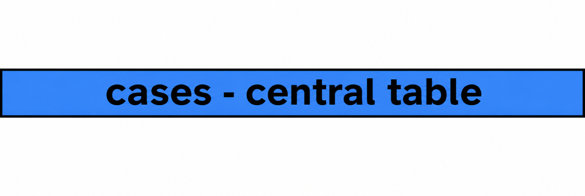 cases - central table